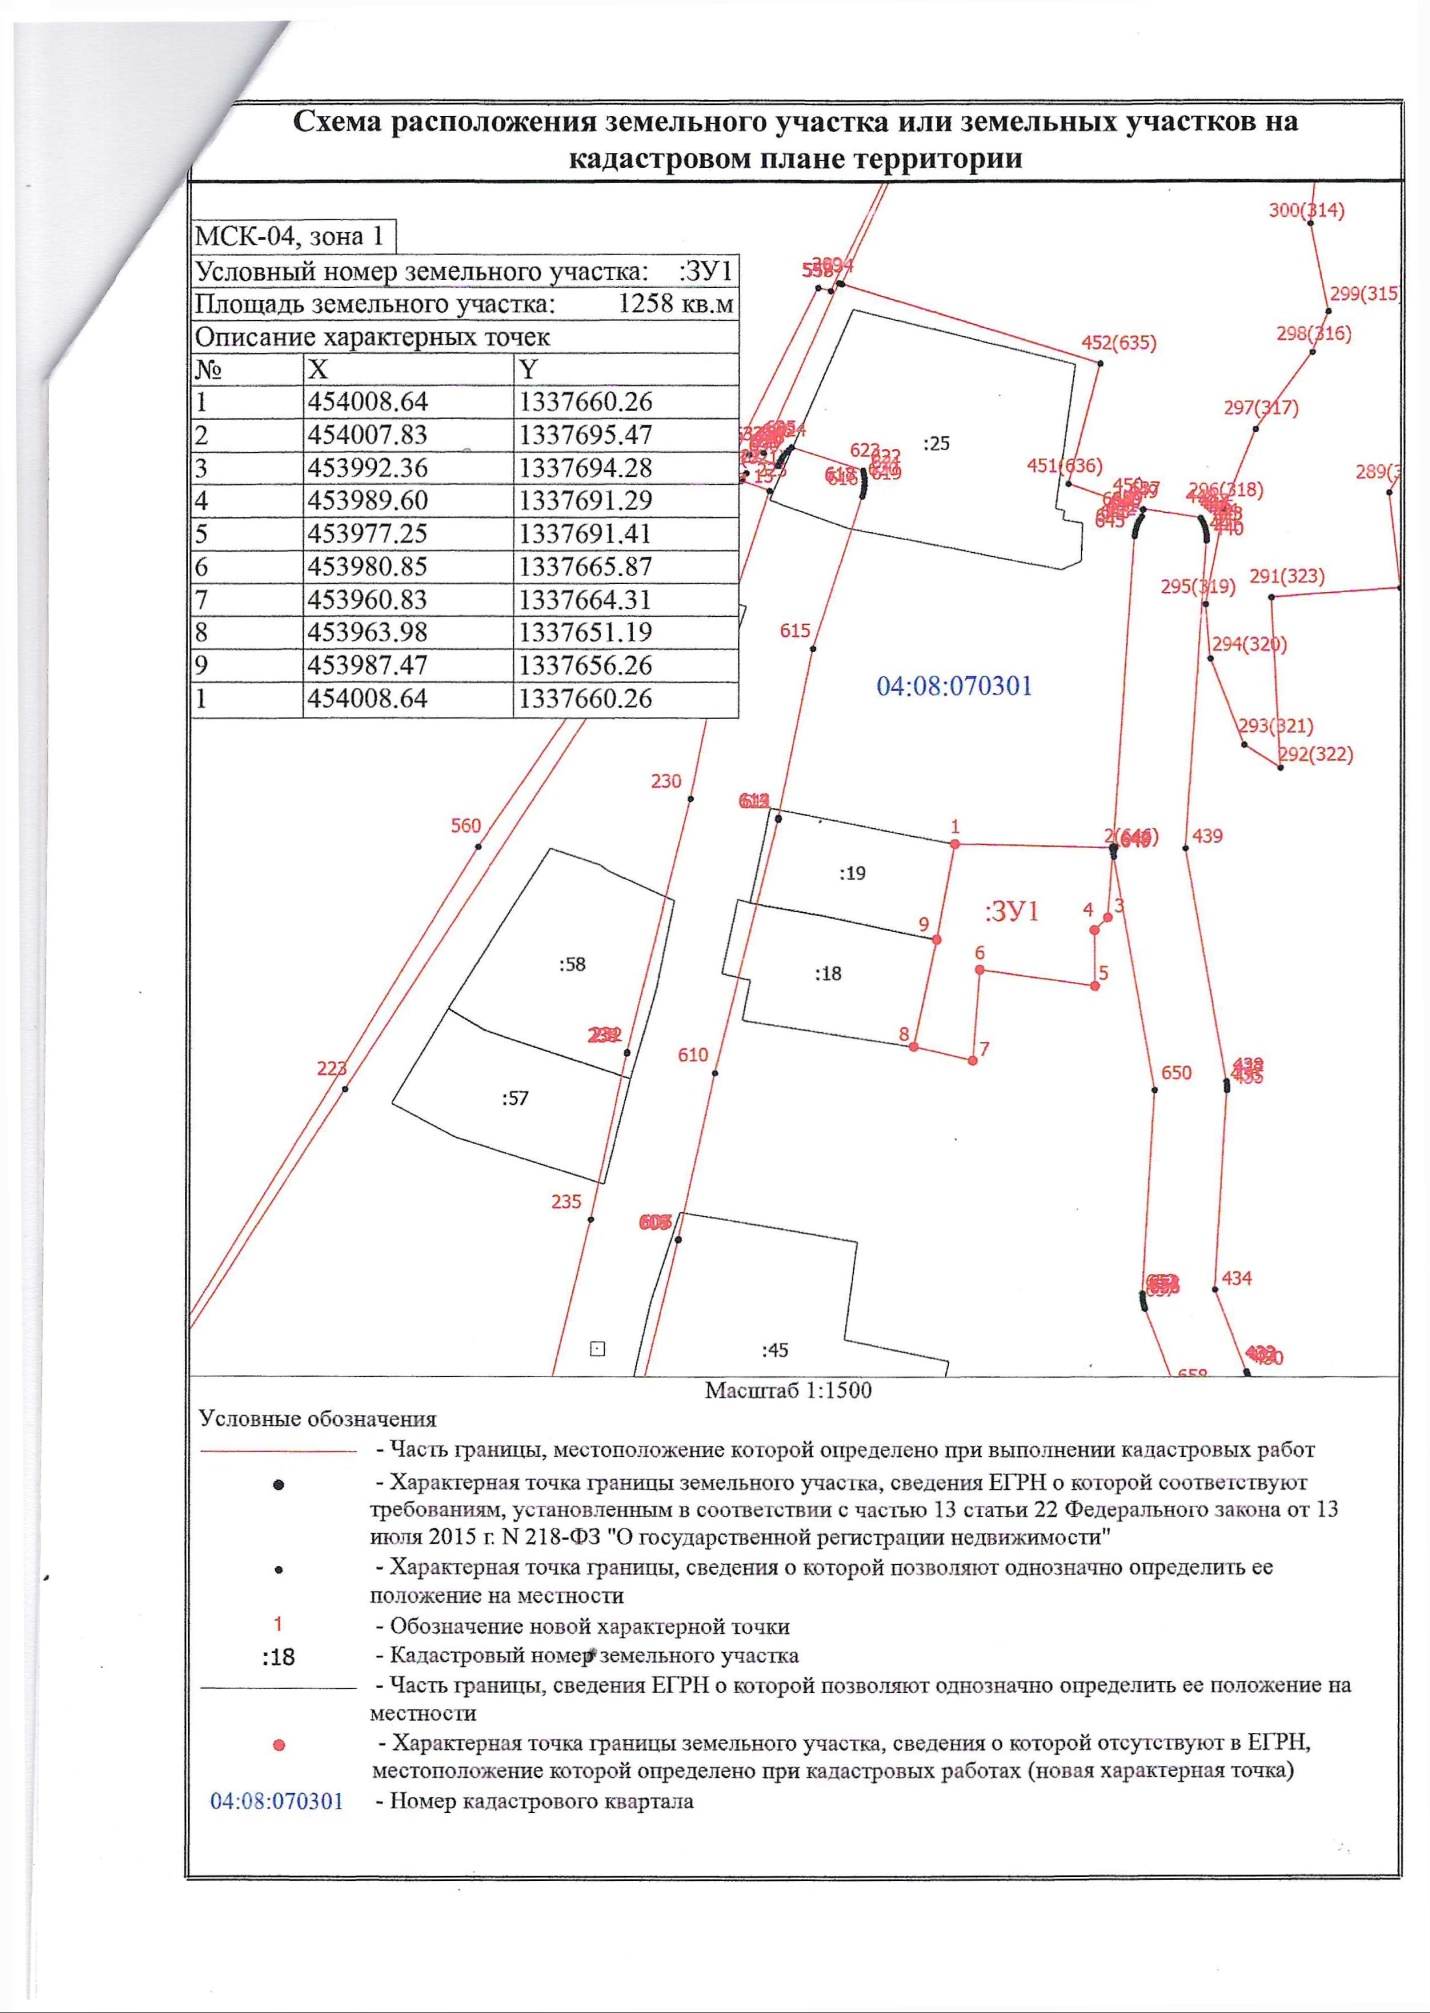 Схема расположения земельного участка или земельных участков на
кадастровом плане территории
МСК-04, зона 1
Условный номер земельного участка: :ЗУ1
Площадь земельного участка: 1258 кв.м
Описание характерных точек
№ X Y
1 454008.64 1337660.26
2 454007.83 1337695.47
3 453992.36 1337694.28
4 453989.60 1337691.29
5 453977.25 1337691.41
6 453980.85 1337665.87
7 453960.83 1337664.31
8 453963.98 1337651.19
9 453987.47 1337656.26
1 454008.64 1337660.26
300(314)
299(315)
298(316)
452(635)
297(317)
:25
451(636)
296(318)
289(3
645
291(323)
295(319)
615
294(320)
04:08:070301
293(321)
292(322)
230
560
1
2(646)
439
:19
:ЗУ1
4
3
9
6
:58
:18
5
8
7
610
223
650
:57
235
434
:45
Масштаб 1:1500
Условные обозначения
- Часть границы, местоположение которой определено при выполнении кадастровых работ
- Характерная точка границы земельного участка, сведения ЕГРН о которой соответствуют
требованиям, установленным в соответствии с частью 13 статьи 22 Федерального закона от 13
июля 2015 г. N 218-ФЗ "О государственной регистрации недвижимости"
- Характерная точка границы, сведения о которой позволяют однозначно определить ее
положение на местности
1 - Обозначение новой характерной точки
:18 - Кадастровый номер земельного участка
- Часть границы, сведения ЕГРН о которой позволяют однозначно определить ее положение на
местности
- Характерная точка границы земельного участка, сведения о которой отсутствуют в ЕГРН,
местоположение которой определено при кадастровых работах (новая характерная точка)
04:08:070301 - Номер кадастрового квартала